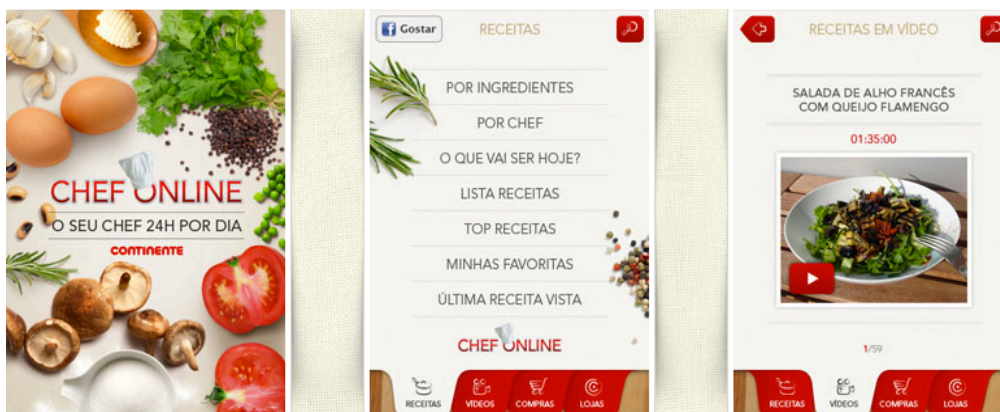 CHEF ONLINE
O SEU CHEF 24H POR DIA
CONTINENTE
Gostar
RECEITAS
POR INGREDIENTES
POR CHEF
O QUE VAI SER HOJE?
LISTA RECEITAS
TOP RECEITAS
MINHAS FAVORITAS
ÚLTIMA RECEITA VISTA
CHEF ONLINE
RECEITAS VÍDEOS COMPRAS LOJAS
RECEITAS EM VÍDEO
SALADA DE ALHO FRANCÊS
COM QUEIJO FLAMENGO
01:35:00
1/59
RECEITAS VÍDEOS COMPRAS LOJAS